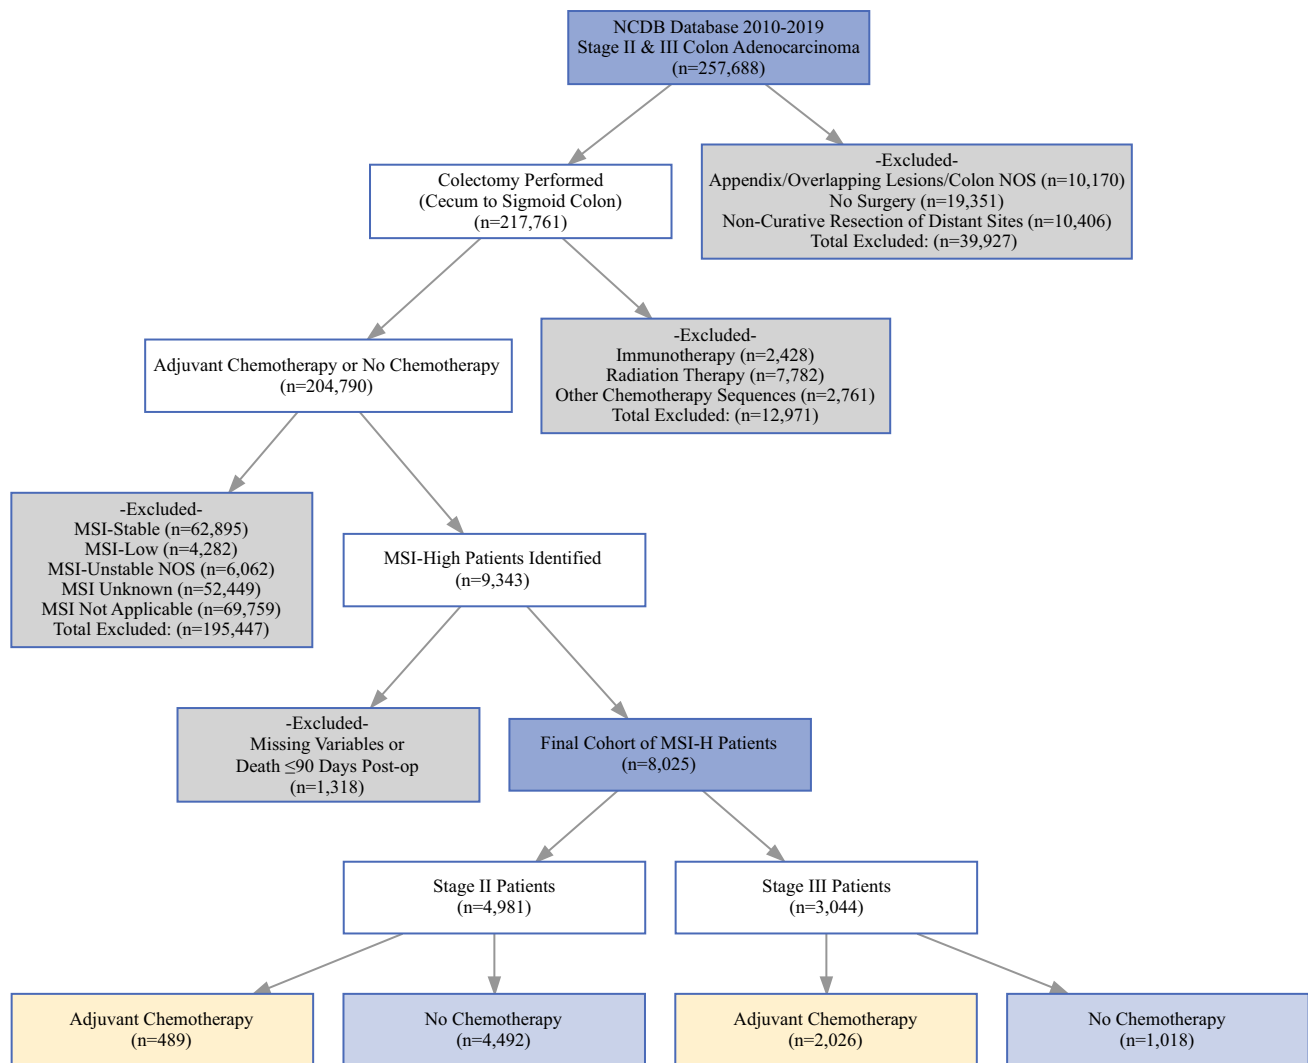 NCDB Database 2010-2019
Stage II & III Colon Adenocarcinoma
(n=257,688)
-Excluded-
Appendix/Overlapping Lesions/Colon NOS (n=10,170)
No Surgery (n=19,351)
Non-Curative Resection of Distant Sites (n=10,406)
Total Excluded: (n=39,927)
Colectomy Performed
(Cecum to Sigmoid Colon)
(n=217,761)
-Excluded-
Immunotherapy (n=2,428)
Radiation Therapy (n=7,782)
Other Chemotherapy Sequences (n=2,761)
Total Excluded: (n=12,971)
Adjuvant Chemotherapy or No Chemotherapy
(n=204,790)
-Excluded-
MSI-Stable (n=62,895)
MSI-Low (n=4,282)
MSI-Unstable NOS (n=6,062)
MSI Unknown (n=52,449)
MSI Not Applicable (n=69,759)
Total Excluded: (n=195,447)
MSI-High Patients Identified
(n=9,343)
-Excluded-
Missing Variables or
Death ≤90 Days Post-op
(n=1,318)
Final Cohort of MSI-H Patients
(n=8,025)
Stage II Patients
(n=4,981)
Stage III Patients
(n=3,044)
Adjuvant Chemotherapy
(n=489)
No Chemotherapy
(n=4,492)
Adjuvant Chemotherapy
(n=2,026)
No Chemotherapy
(n=1,018)